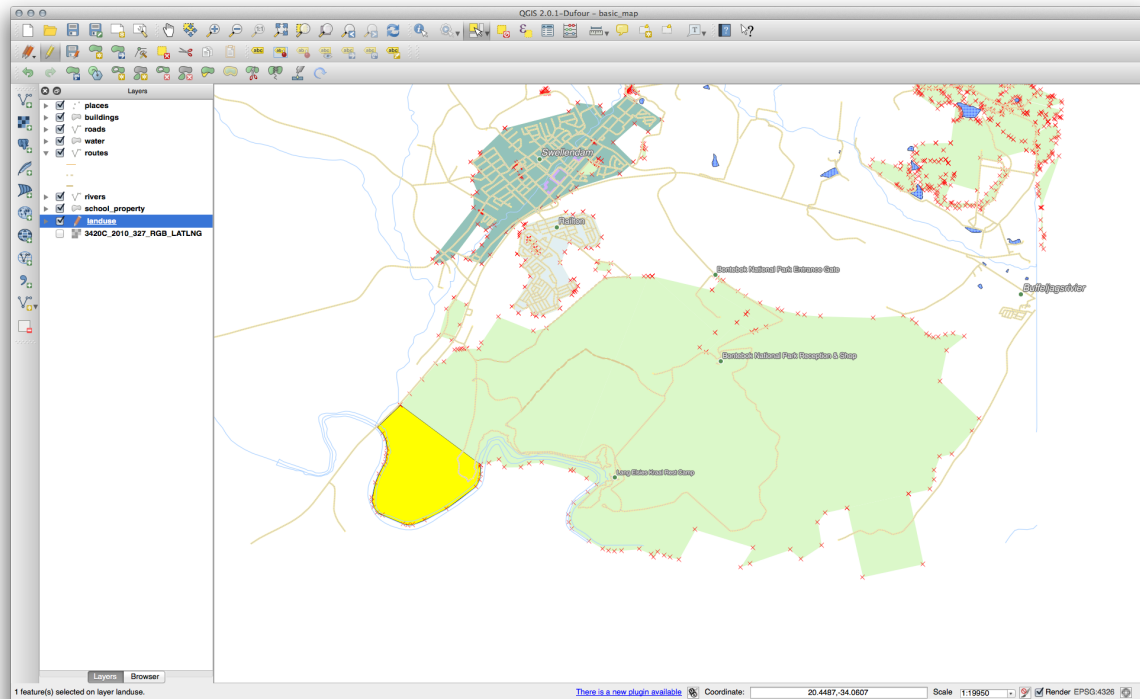 QGIS 2.0.1-Dufour - basic_map
Layers
places
buildings
roads
water
routes
rivers
school_property
landuse
3420C_2010_327_RGB_LATLNG
Swellendam
Railton
Bontebok National Park Entrance Gate
Buffeljagsrivier
Bontebok National Park Reception & Shop
Lang Elsies Kraal Rest Camp
Layers
Browser
1 feature(s) selected on layer landuse.
There is a new plugin available
Coordinate:
20.4487,-34.0607
Scale
1:19950
Render
EPSG:4326